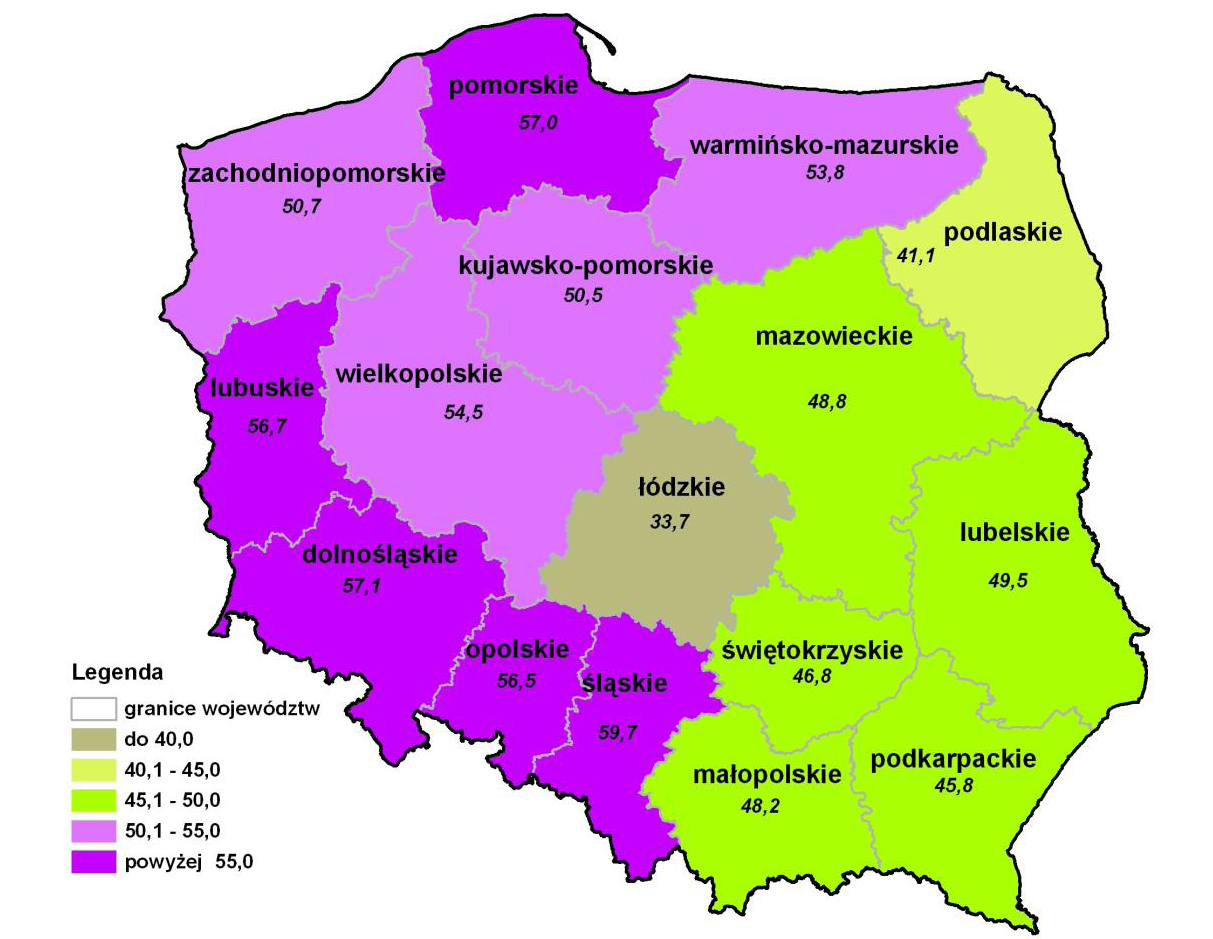 pomorskie
57,0
warmińsko-mazurskie
53,8
zachodniopomorskie
50,7
podlaskie
41,1
kujawsko-pomorskie
50,5
mazowieckie
48,8
wielkopolskie
54,5
lubuskie
56,7
łódzkie
33,7
lubelskie
49,5
dolnośląskie
57,1
opolskie
56,5
śląskie
59,7
świętokrzyskie
46,8
małopolskie
48,2
podkarpackie
45,8
Legenda
granice województw
do 40,0
40,1 - 45,0
45,1 - 50,0
50,1 - 55,0
powyżej 55,0